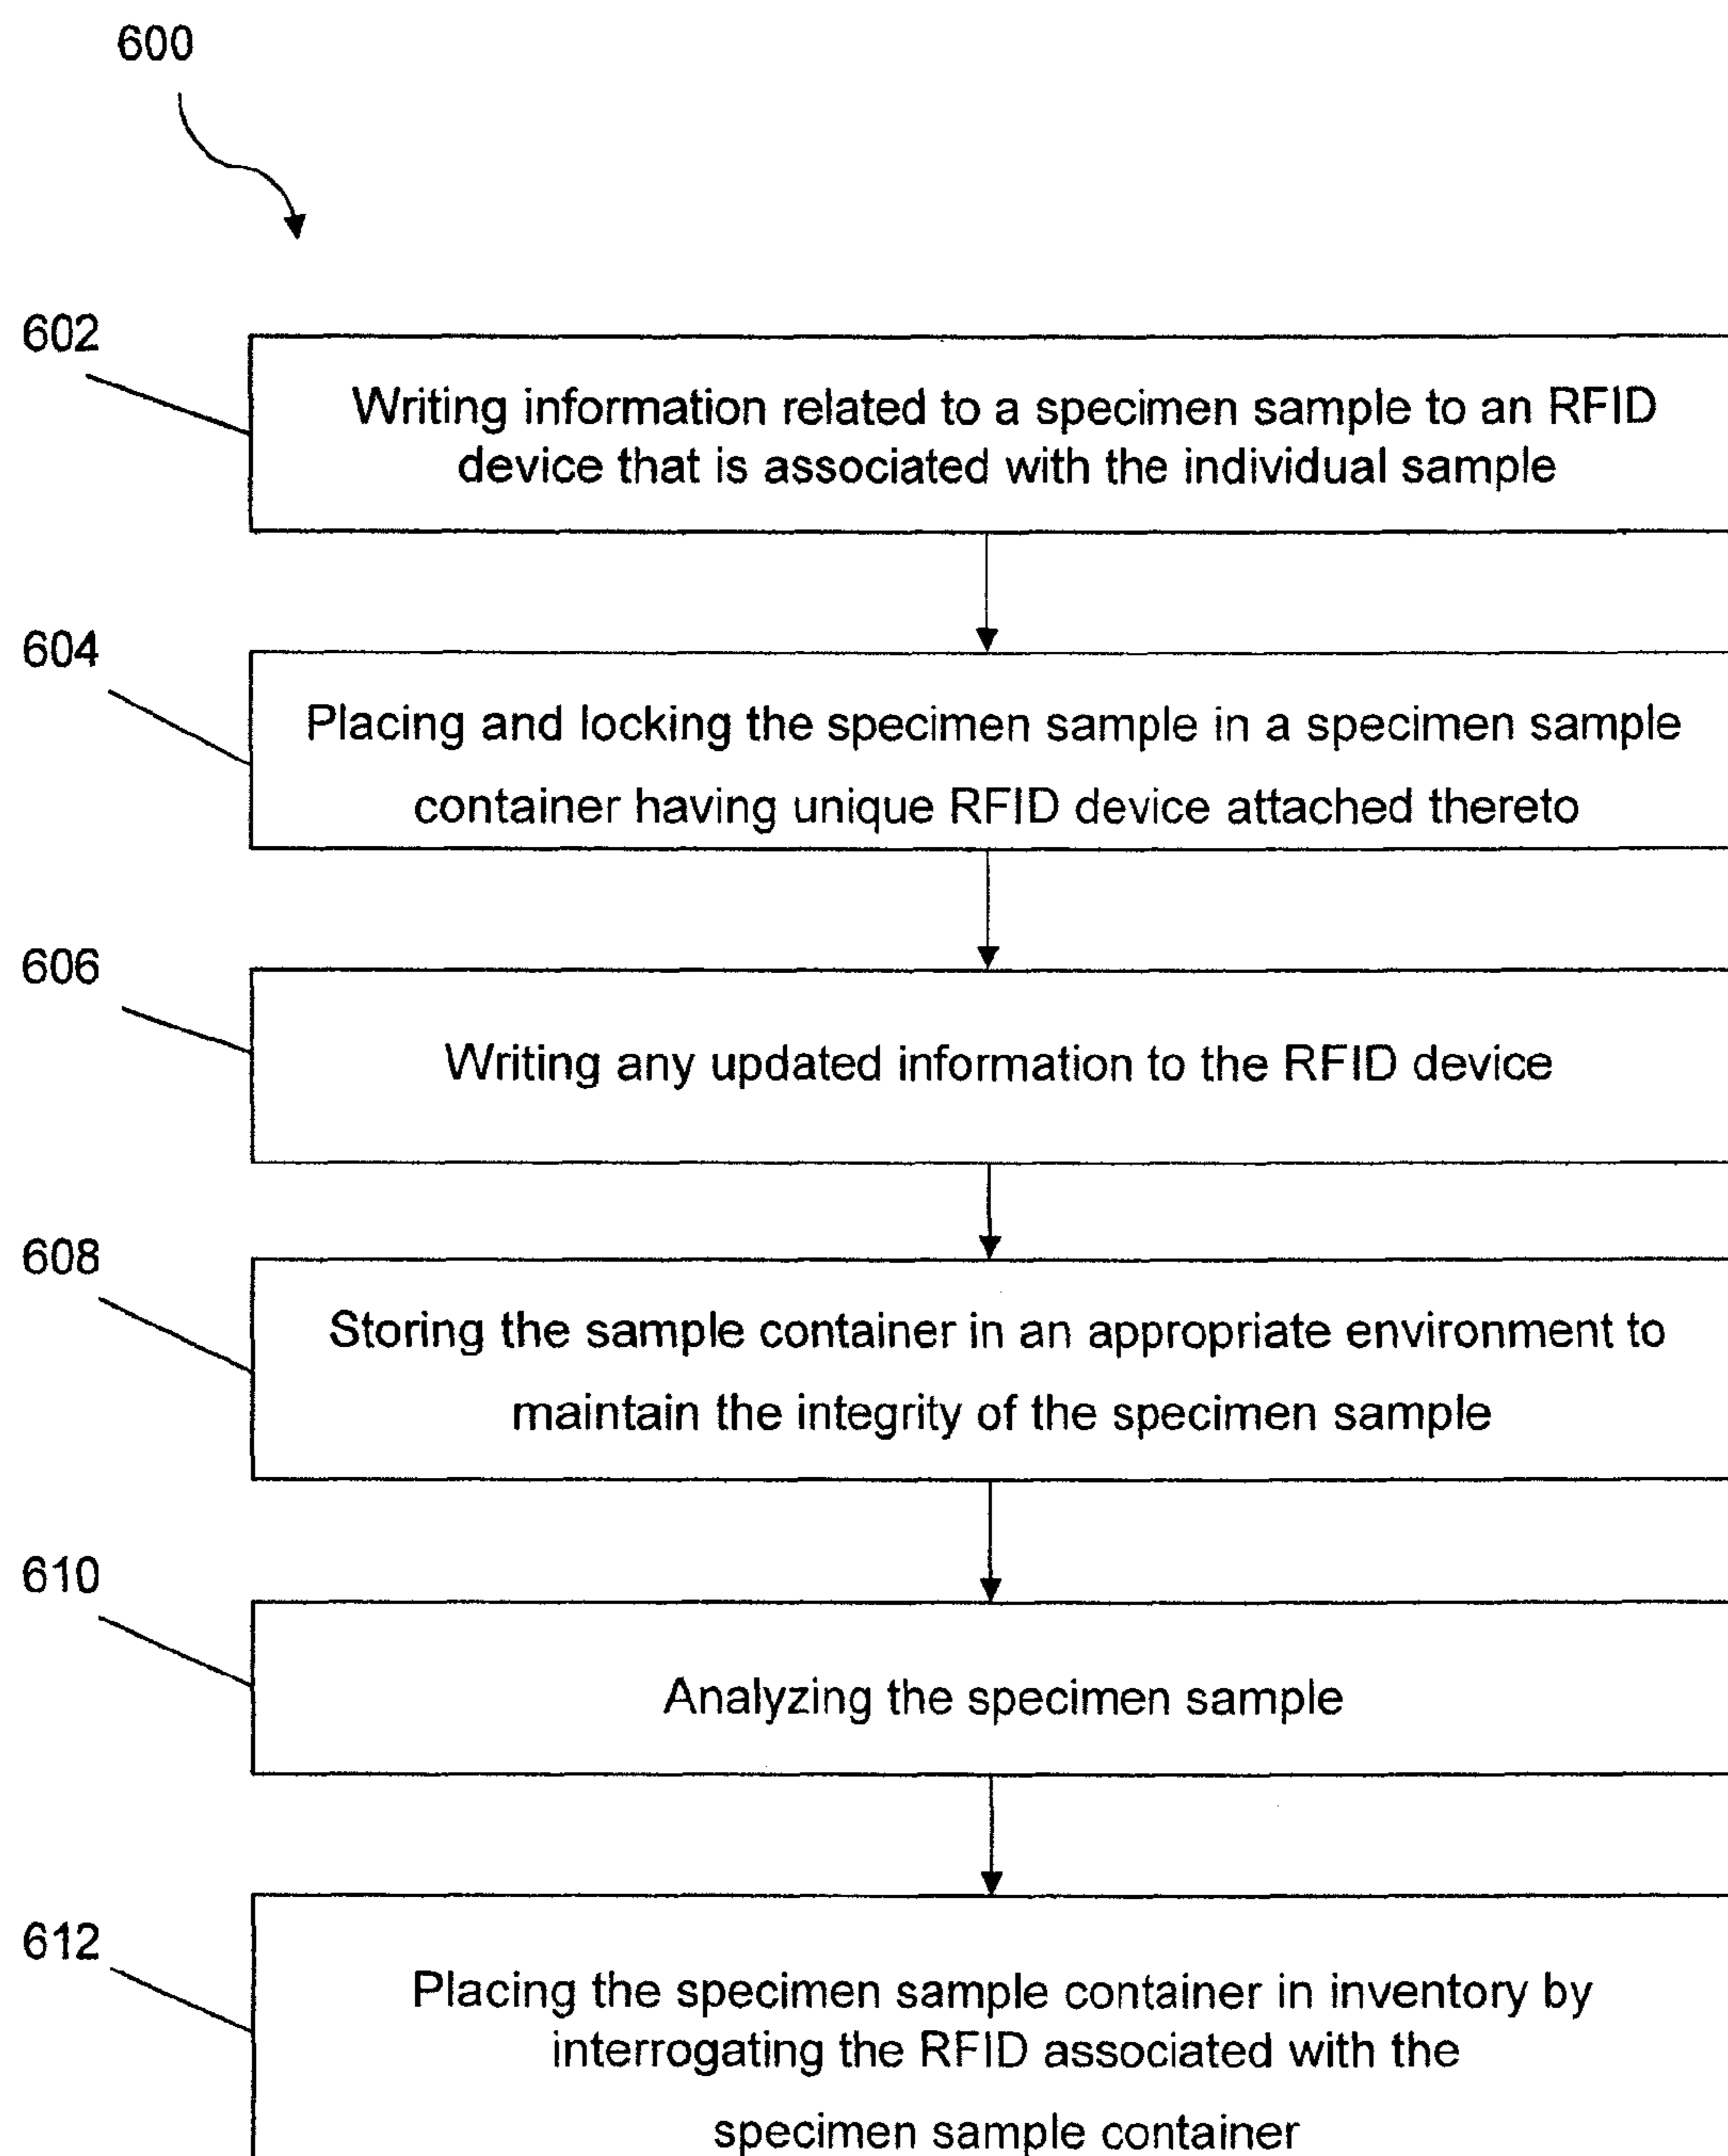 600
602
Writing information related to a specimen sample to an RFID
device that is associated with the individual sample
604
Placing and locking the specimen sample in a specimen sample
container having unique RFID device attached thereto
606
Writing any updated information to the RFID device
608
Storing the sample container in an appropriate environment to
maintain the integrity of the specimen sample
610
Analyzing the specimen sample
612
Placing the specimen sample container in inventory by
interrogating the RFID associated with the
specimen sample container